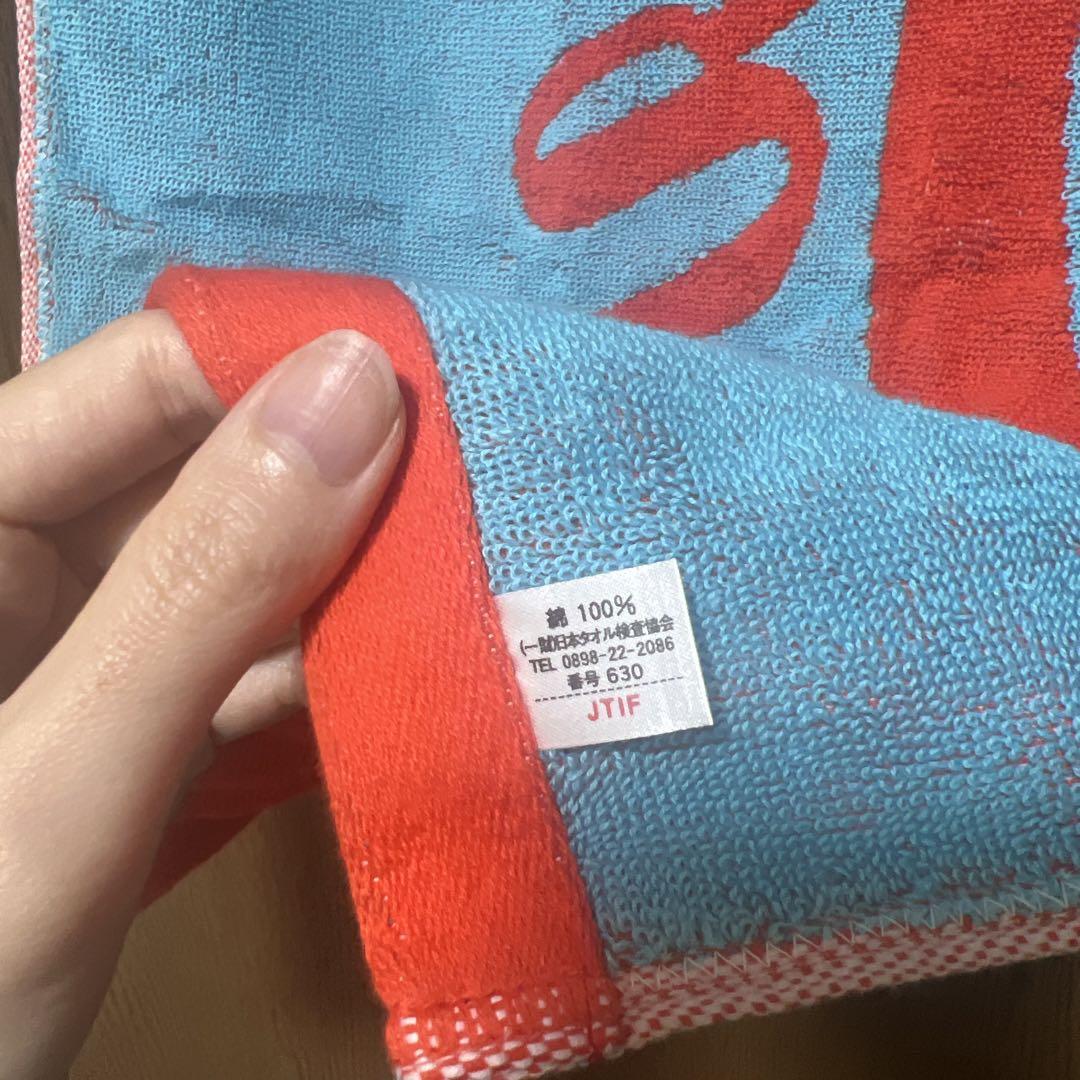 綿 100%
(一財)日本タオル検査協会
TEL 0898-22-2086
番号 630
JTIF